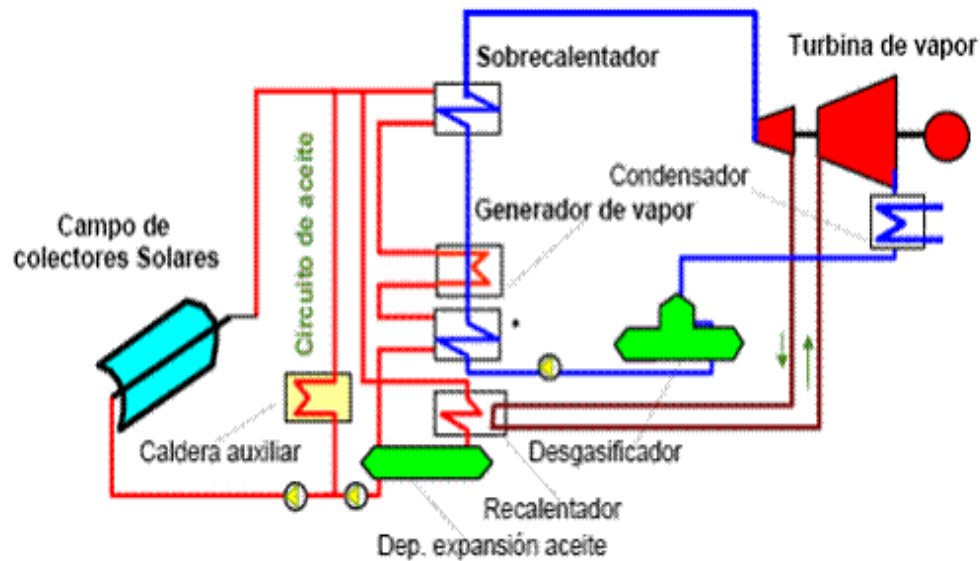 Turbina de vapor
Sobrecalentador
Condensador
Circuito de aceite
Generador de vapor
Campo de
colectores Solares
Caldera auxiliar
Desgasificador
Recalentador
Dep. expansión aceite